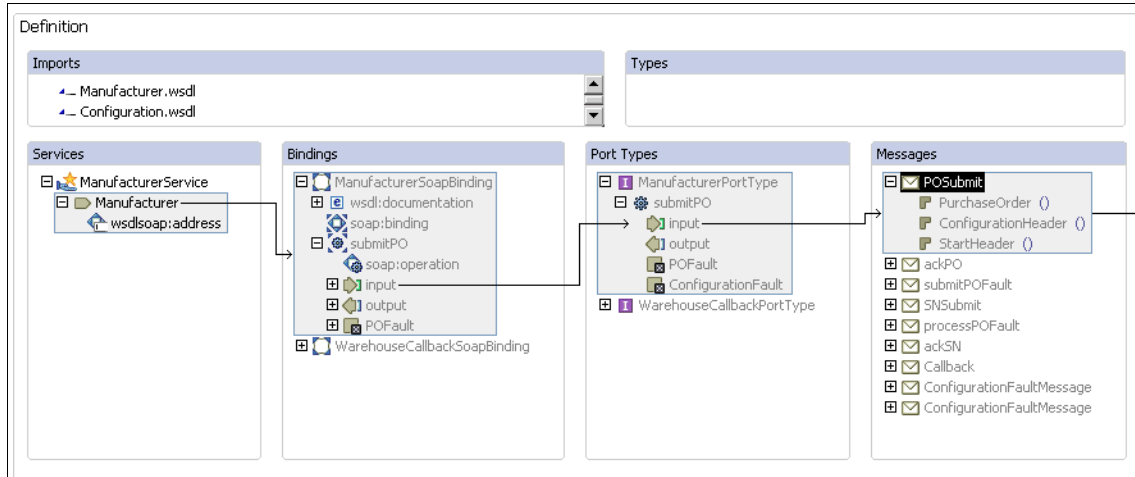 Definition
Imports
Manufacturer.wsdl
Configuration.wsdl
Types
Services
ManufacturerService
Manufacturer
wsdlsoap:address
Bindings
ManufacturerSoapBinding
wsdl:documentation
soap:binding
submitPO
soap:operation
input
output
POFault
WarehouseCallbackSoapBinding
Port Types
ManufacturerPortType
submitPO
input
output
POFault
ConfigurationFault
WarehouseCallbackPortType
Messages
POSubmit
PurchaseOrder ()
ConfigurationHeader ()
StartHeader ()
ackPO
submitPOFault
SNSubmit
processPOFault
ackSN
Callback
ConfigurationFaultMessage
ConfigurationFaultMessage